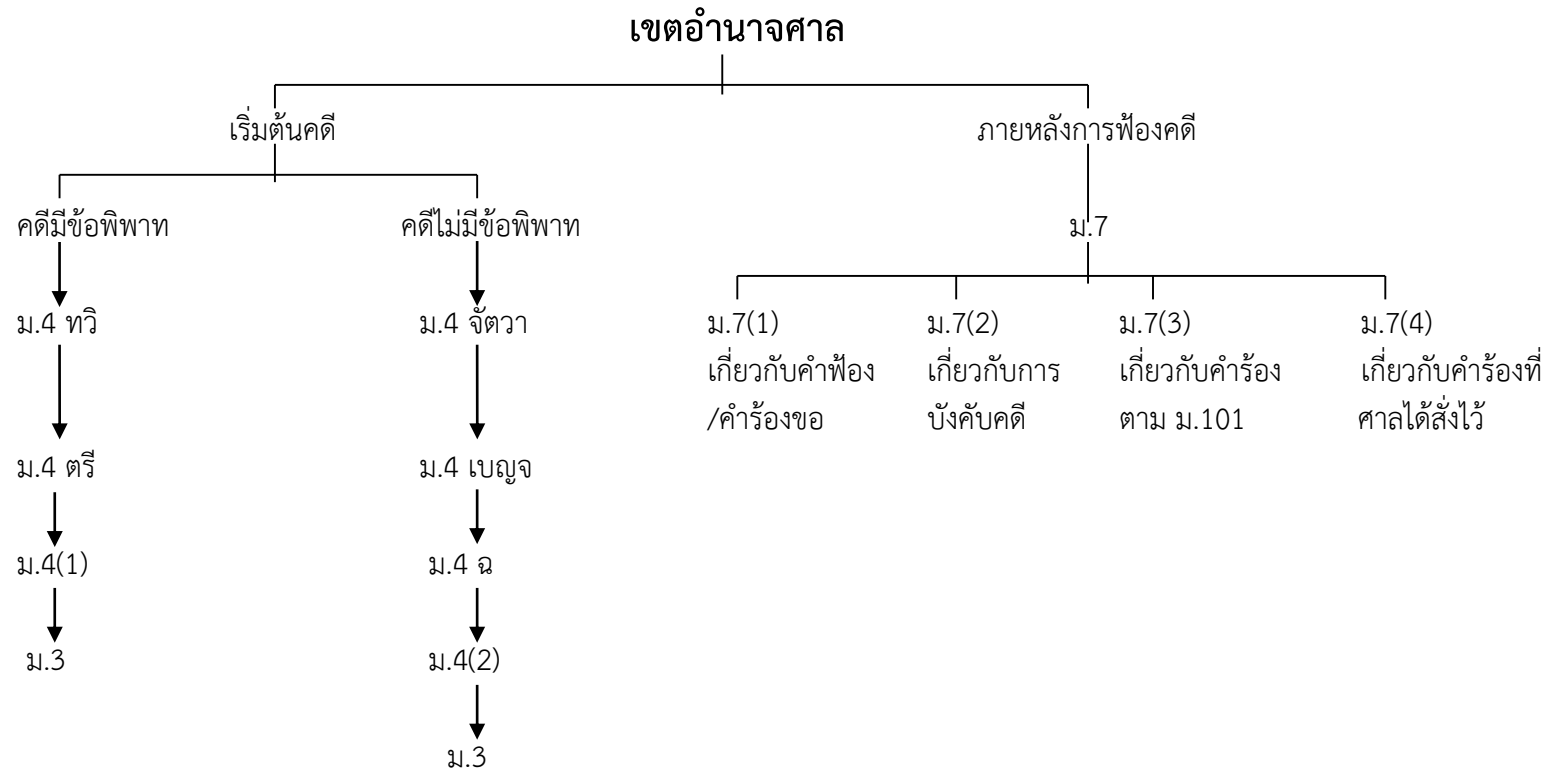 เขตอำนาจศาล
เริ่มต้นคดี
ภายหลังการฟ้องคดี
คดีมีข้อพิพาท
คดีไม่มีข้อพิพาท
ม.7
ม.4 ทวิ
ม.4 จัตวา
ม.7(1)
เกี่ยวกับคำฟ้อง
/คำร้องขอ
ม.7(2)
เกี่ยวกับการ
บังคับคดี
ม.7(3)
เกี่ยวกับคำร้อง
ตาม ม.101
ม.7(4)
เกี่ยวกับคำร้องที่
ศาลได้สั่งไว้
ม.4 ตรี
ม.4 เบญจ
ม.4(1)
ม.4 ฉ
ม.3
ม.4(2)
ม.3